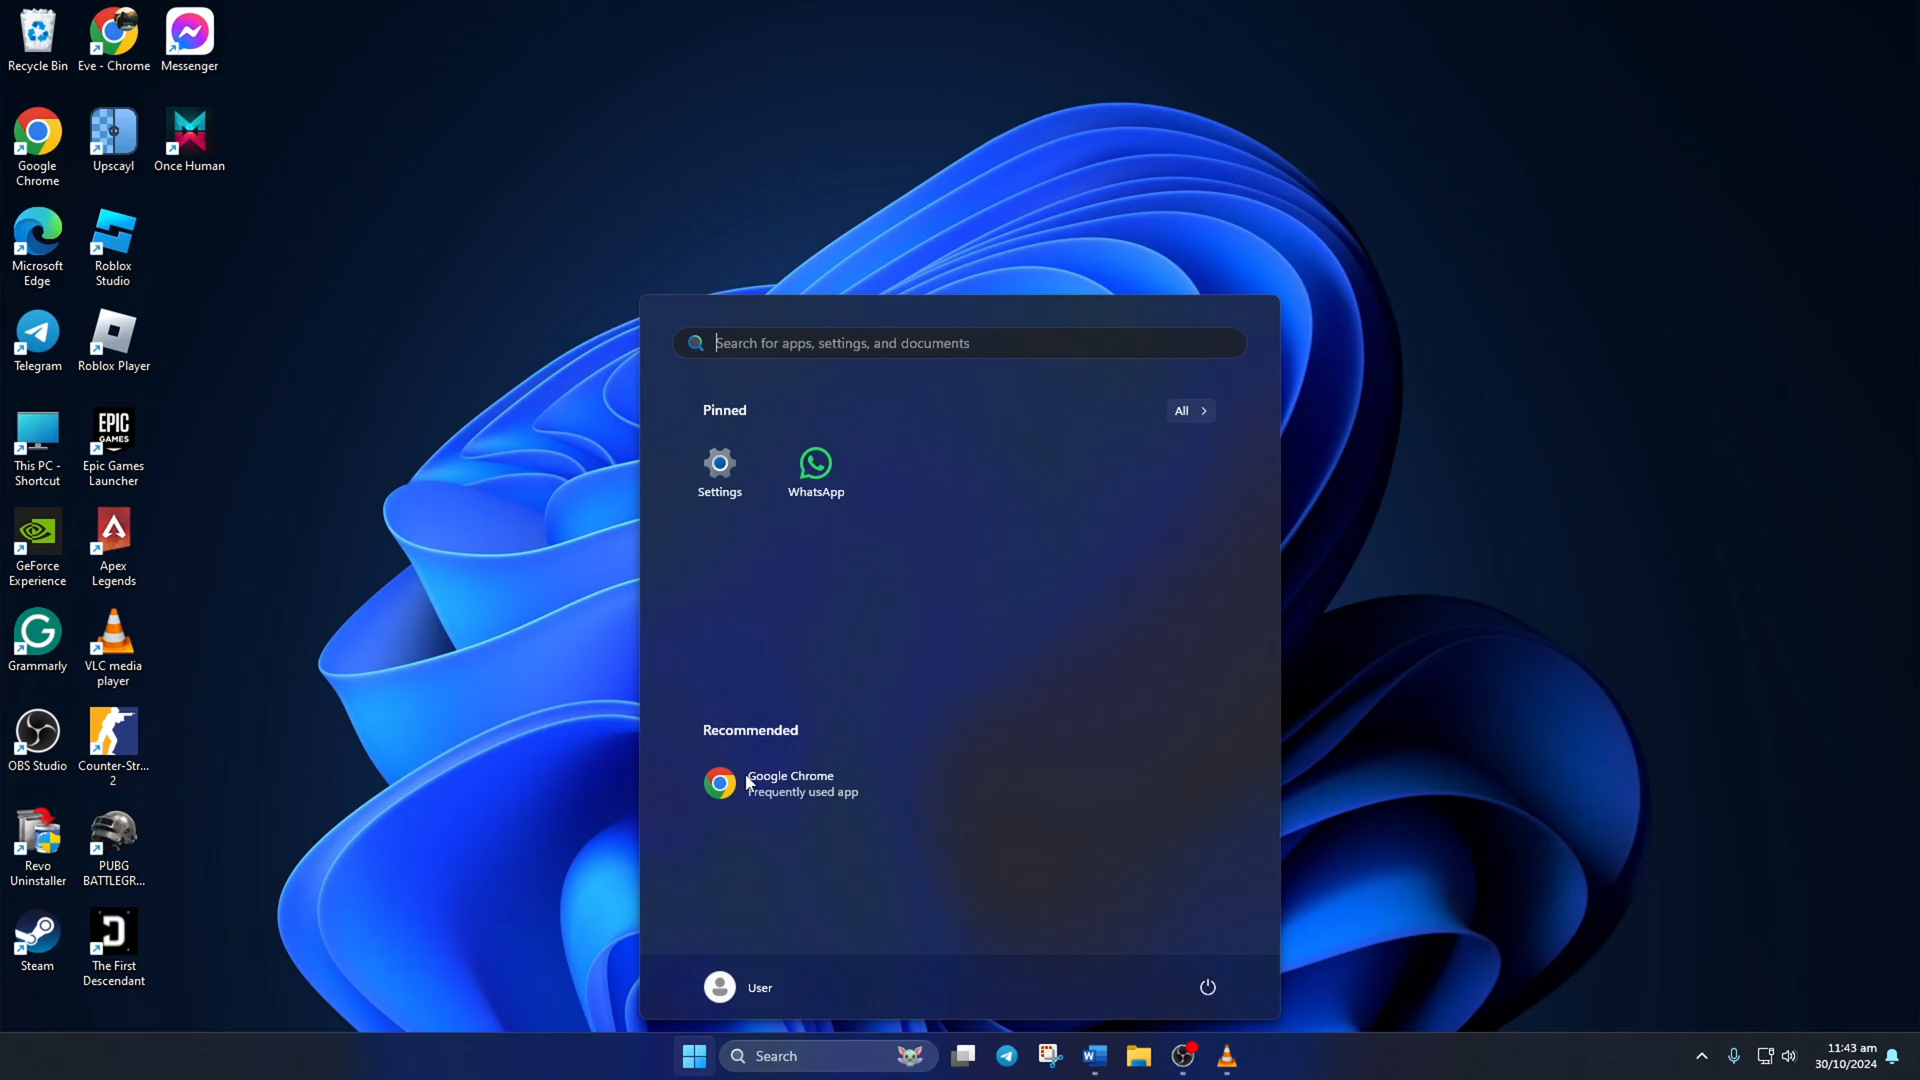 Recycle Bin
Eve - Chrome
Messenger
Google
Chrome
Upscayl
Once Human
Microsoft
Edge
Roblox
Studio
Telegram
Roblox Player
This PC -
Shortcut
EPIC
GAMES
Epic Games
Launcher
GeForce
Experience
Apex
Legends
Grammarly
VLC media
player
OBS Studio
Counter-Str...
2
Revo
Uninstaller
PUBG
BATTLEGR...
Steam
The First
Descendant
Search for apps, settings, and documents
Pinned
All
Settings
WhatsApp
Recommended
Google Chrome
Frequently used app
User
Search
11:43 am
30/10/2024